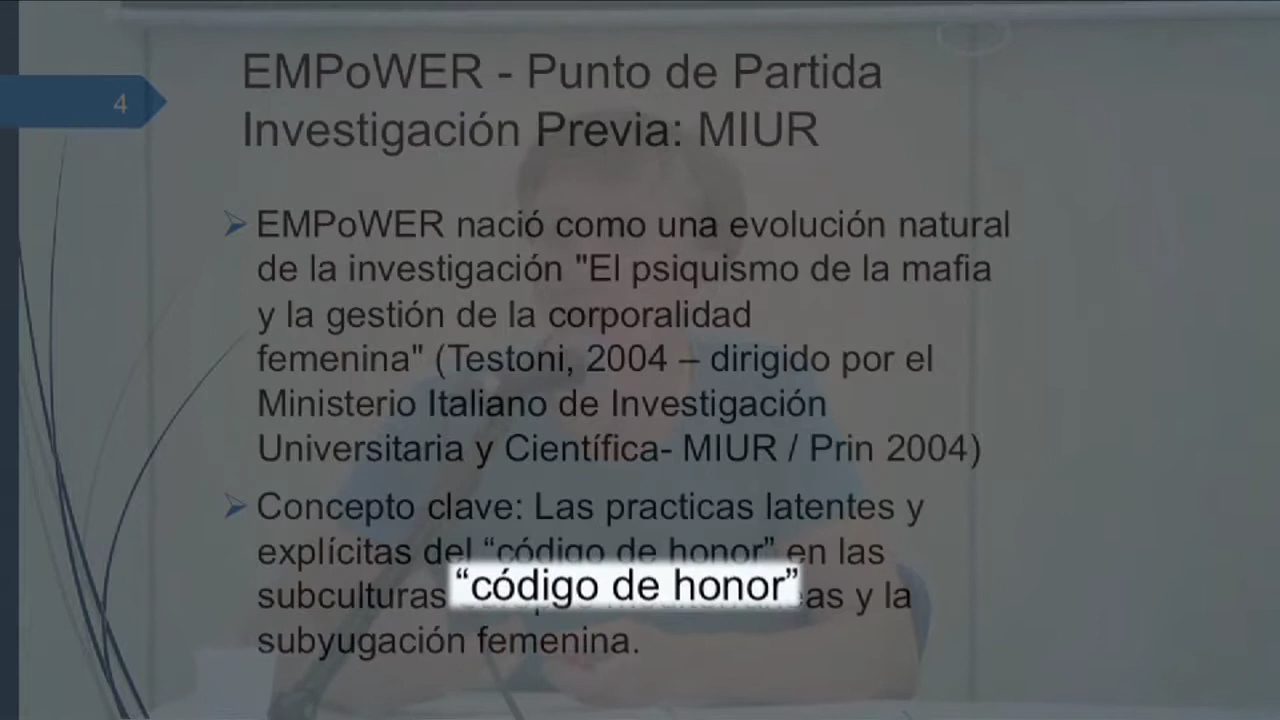 4
EMPoWER - Punto de Partida
Investigación Previa: MIUR
EMPoWER nació como una evolución natural
de la investigación "El psiquismo de la mafia
y la gestión de la corporalidad
femenina" (Testoni, 2004 – dirigido por el
Ministerio Italiano de Investigación
Universitaria y Científica- MIUR / Prin 2004)
Concepto clave: Las practicas latentes y
explícitas del “código de honor” en las
“código de honor”
subculturas eas y la
subyugación femenina.